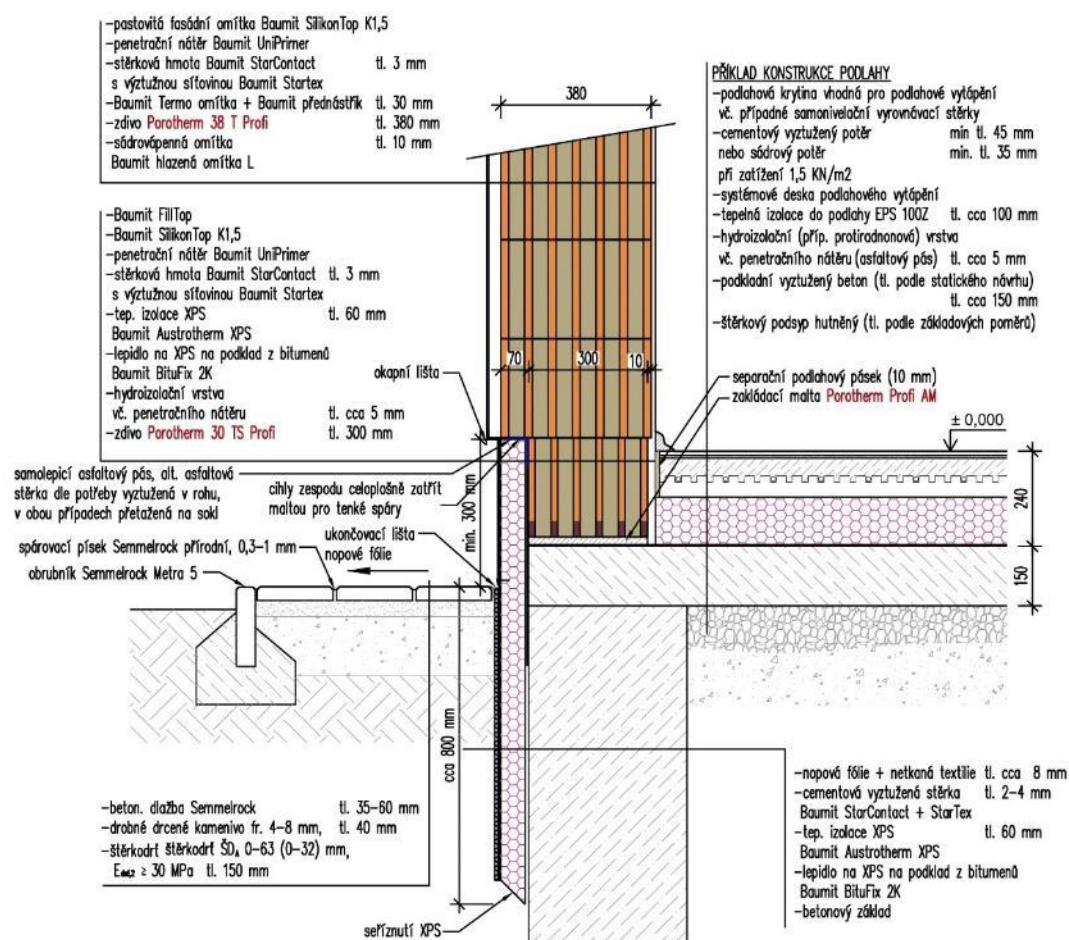 -pastovitá fasádní omítka Baumit SilikonTop K1,5
-penetrační nátěr Baumit UniPrimer
-stěrková hmota Baumit StarContact tl. 3 mm
s výztužnou síťovinou Baumit Startex
-Baumit Termo omítka + Baumit přednástřik tl. 30 mm
-zdivo Porotherm 38 T Profi tl. 380 mm
-sádrovápenná omítka tl. 10 mm
Baumit hlazená omítka L
-Baumit FillTop
-Baumit SilikonTop K1,5
-penetrační nátěr Baumit UniPrimer
-stěrková hmota Baumit StarContact tl. 3 mm
s výztužnou síťovinou Baumit Startex
-tep. izolace XPS tl. 60 mm
Baumit Austrotherm XPS
-lepidlo na XPS na podklad z bitumenů
Baumit BituFix 2K
-hydroizolační vrstva
vč. penetračního nátěru tl. cca 5 mm
-zdivo Porotherm 30 TS Profi tl. 300 mm
380
PŘÍKLAD KONSTRUKCE PODLAHY
-podlahová krytina vhodná pro podlahové vytápění
vč. případné samonivelační vyrovnávací stěrky
-cementový vyztužený potěr min tl. 45 mm
nebo sádrový potěr min. tl. 35 mm
při zatížení 1,5 KN/m2
-systémové deska podlahového vytápění
-tepelná izolace do podlahy EPS 100Z tl. cca 100 mm
-hydroizolační (příp. protiradnonová) vrstva
vč. penetračního nátěru (asfaltový pás) tl. cca 5 mm
-podkladní vyztužený beton (tl. podle statického návrhu)
tl. cca 150 mm
-štěrkový podsyp hutněný (tl. podle základových poměrů)
70 300 10
okapní lišta
separační podlahový pásek (10 mm)
zakládací malta Porotherm Profi AM
± 0,000
samolepicí asfaltový pás, alt. asfaltová
stěrka dle potřeby vyztužená v rohu,
v obou případech přetažená na sokl
cihly zespodu celoplošně zatřít
maltou pro tenké spáry
min. 300 mm
ukončovací lišta
nopové fólie
spárovací písek Semmelrock přírodní, 0,3-1 mm
obrubník Semmelrock Metra 5
240
150
cca 800 mm
-beton. dlažba Semmelrock tl. 35-60 mm
-drobné drcené kamenivo fr. 4-8 mm, tl. 40 mm
-štěrkodrť štěrkodrť ŠDA 0-63 (0-32) mm,
Edef,2 ≥ 30 MPa tl. 150 mm
seříznutí XPS
-nopová fólie + netkaná textilie tl. cca 8 mm
-cementová vyztužená stěrka tl. 2-4 mm
Baumit StarContact + StarTex
-tep. izolace XPS tl. 60 mm
Baumit Austrotherm XPS
-lepidlo na XPS na podklad z bitumenů
Baumit BituFix 2K
-betonový základ